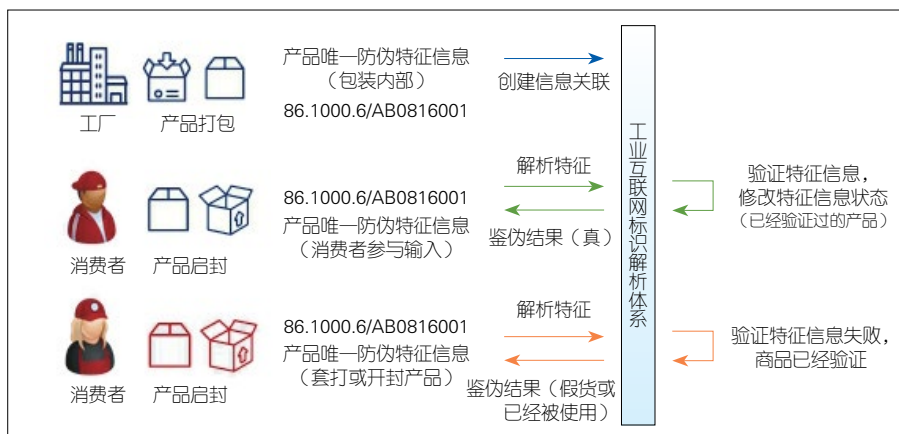 产品唯一防伪特征信息
（包装内部）
86.1000.6/AB0816001
创建信息关联
工厂
产品打包
工业互联网标识解析体系
86.1000.6/AB0816001
产品唯一防伪特征信息
（消费者参与输入）
解析特征
鉴伪结果（真）
验证特征信息，
修改特征信息状态
（已经验证过的产品）
消费者
产品启封
86.1000.6/AB0816001
产品唯一防伪特征信息
（套打或开封产品）
解析特征
鉴伪结果（假货或
已经被使用）
验证特征信息失败，
商品已经验证
消费者
产品启封